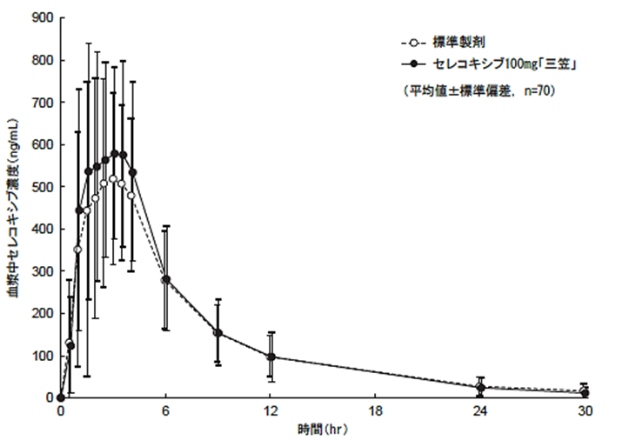 900
800
700
600
500
400
300
200
100
0
血漿中セレコキシブ濃度(ng/mL)
標準製剤
セレコキシブ100mg「三笠」
(平均値±標準偏差, n=70)
0 6 12 18 24 30
時間(hr)